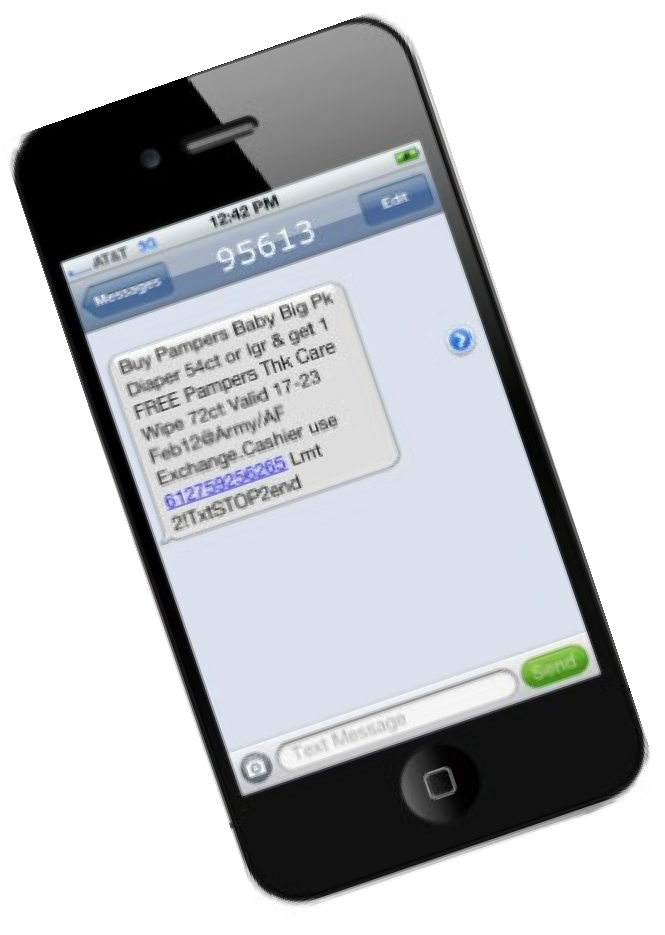 AT&T 3G 12:42 PM
Messages 95613 Edit
Buy Pampers Baby Big Pk
Diaper 54ct or lgr & get 1
FREE Pampers Thk Care
Wipe 72ct Valid 17-23
Feb12@Army/AF
Exchange.Cashier use
612759256265 Lmt
2!TxtSTOP2end
Text Message Send